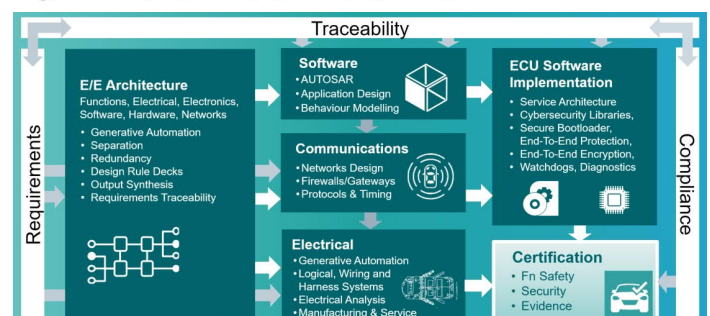 Traceability
Requirements
E/E Architecture
Functions, Electrical, Electronics,
Software, Hardware, Networks
• Generative Automation
• Separation
• Redundancy
• Design Rule Decks
• Output Synthesis
• Requirements Traceability
Software
• AUTOSAR
• Application Design
• Behaviour Modelling
Communications
• Networks Design
• Firewalls/Gateways
• Protocols & Timing
Electrical
• Generative Automation
• Logical, Wiring and
Harness Systems
• Electrical Analysis
• Manufacturing & Service
ECU Software
Implementation
• Service Architecture
• Cybersecurity Libraries,
• Secure Bootloader,
End-To-End Protection,
• End-To-End Encryption,
• Watchdogs, Diagnostics
Certification
• Fn Safety
• Security
• Evidence
Compliance